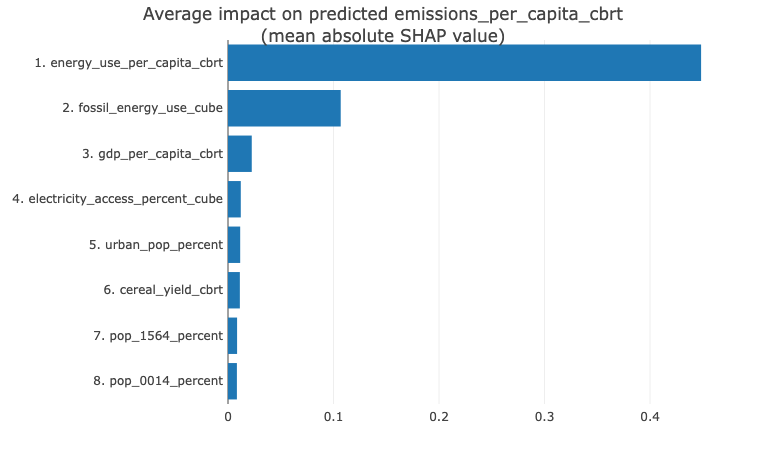 Average impact on predicted emissions_per_capita_cbrt
(mean absolute SHAP value)
1. energy_use_per_capita_cbrt
2. fossil_energy_use_cube
3. gdp_per_capita_cbrt
4. electricity_access_percent_cube
5. urban_pop_percent
6. cereal_yield_cbrt
7. pop_1564_percent
8. pop_0014_percent
0 0.1 0.2 0.3 0.4